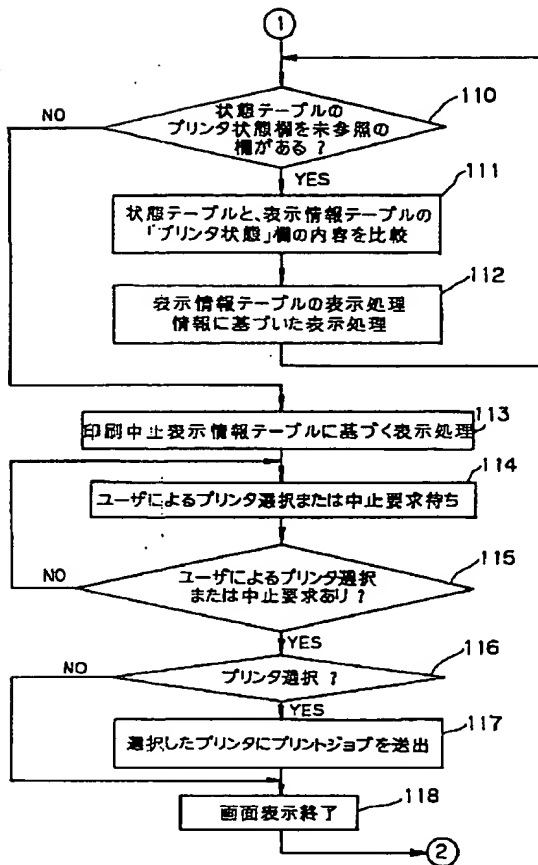 1
状態テーブルの
プリンタ状態欄を未参照の
欄がある?
110
NO
YES
111
状態テーブルと、表示情報テーブルの
「プリンタ状態」欄の内容を比較
112
表示情報テーブルの表示処理
情報に基づいた表示処理
113
印刷中止表示情報テーブルに基づく表示処理
114
ユーザによるプリンタ選択または中止要求待ち
115
ユーザによるプリンタ選択
または中止要求あり?
NO
YES
116
プリンタ選択?
NO
YES
117
選択したプリンタにプリントジョブを送出
118
画面表示終了
2